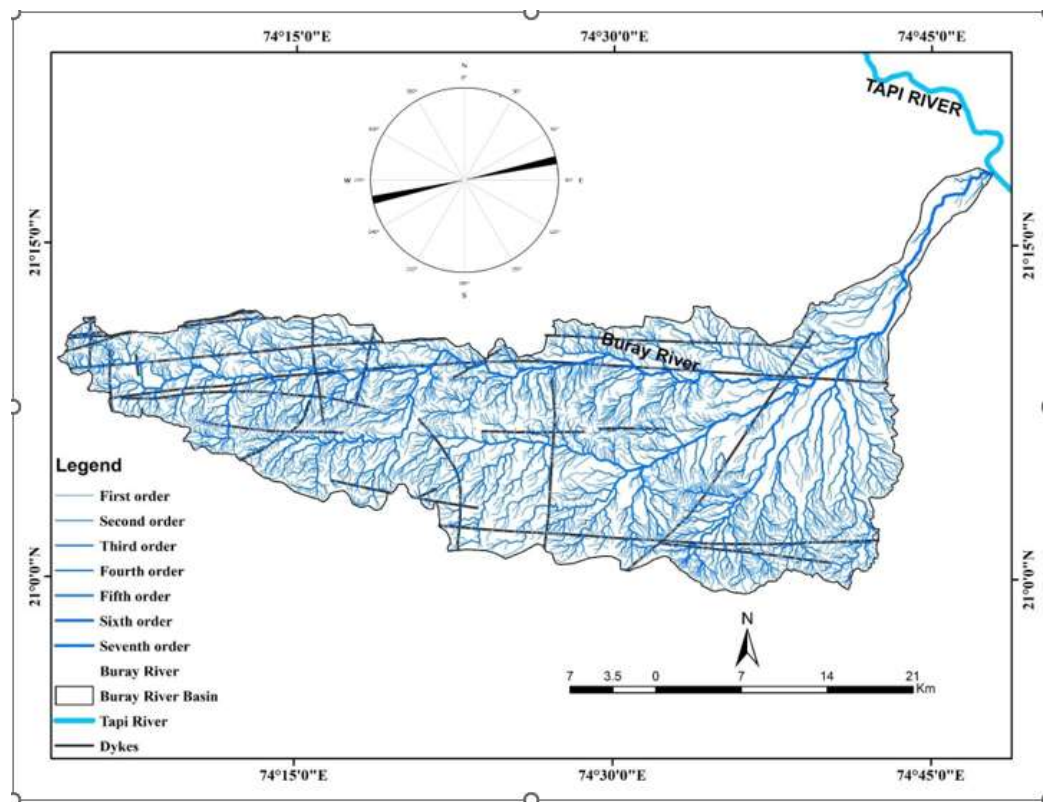 74°15'0"E 74°30'0"E 74°45'0"E
TAPI RIVER
N
W
E
S
21°15'0"N 21°15'0"N
Buray River
Legend
First order
Second order
Third order
Fourth order
Fifth order
Sixth order
Seventh order
Buray River
Buray River Basin
Tapi River
Dykes
21°0'0"N 21°0'0"N
N
7 3.5 0 7 14 21
Km
74°15'0"E 74°30'0"E 74°45'0"E